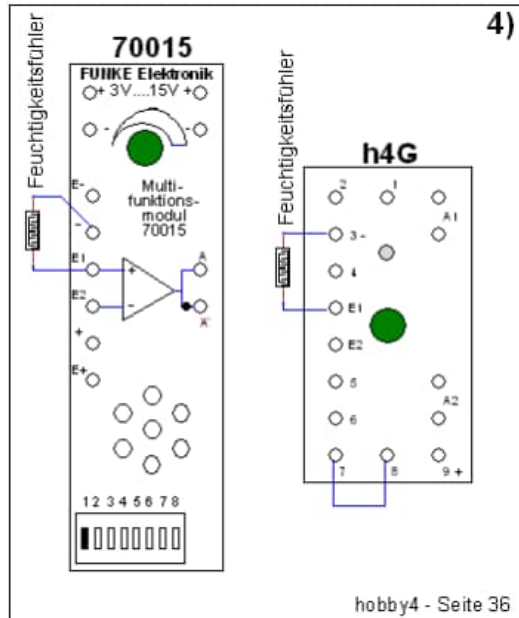 4)
70015
FUNKE Elektronik
+ 3V....15V +
- -
Multi-
funktions-
modul
70015
Feuchtigkeitsfühler
E-
-
E1
E2
+
E+
+
-
A
A
1 2 3 4 5 6 7 8
h4G
Feuchtigkeitsfühler
2 1
A1
3 -
4
E1
E2
5
A2
6
7 8 9 +
hobby4 - Seite 36